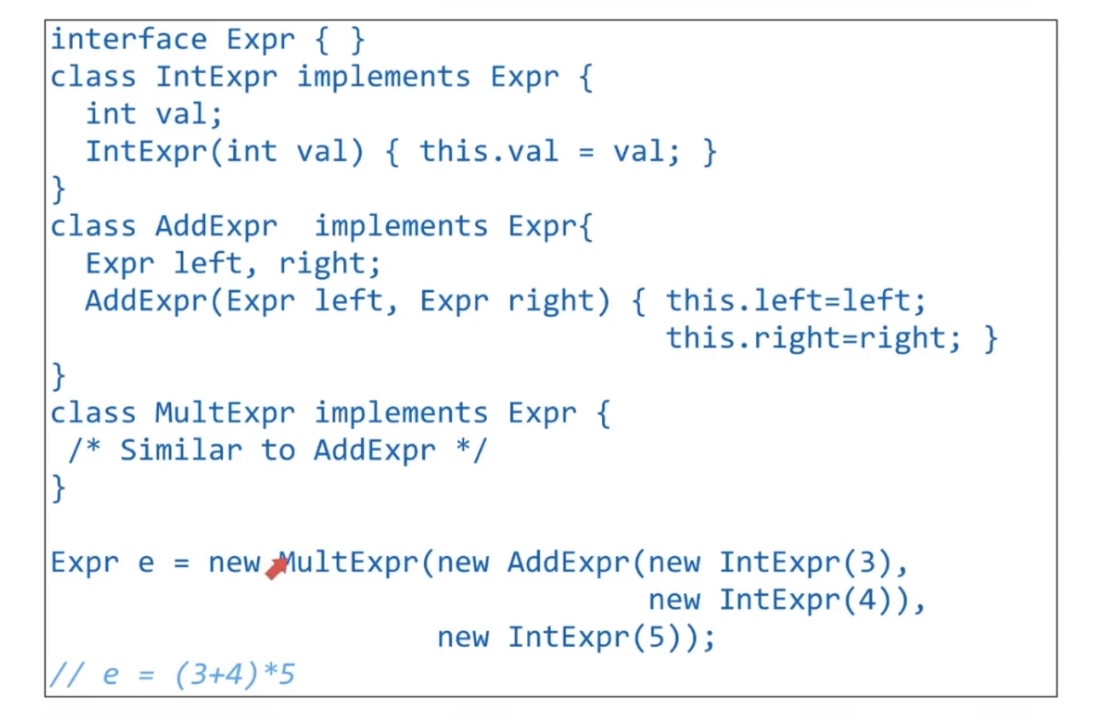 interface Expr { }
class IntExpr implements Expr {
  int val;
  IntExpr(int val) { this.val = val; }
}
class AddExpr  implements Expr{
  Expr left, right;
  AddExpr(Expr left, Expr right) { this.left=left;
                                   this.right=right; }
}
class MultExpr implements Expr {
 /* Similar to AddExpr */
}

Expr e = new MultExpr(new AddExpr(new IntExpr(3),
                                  new IntExpr(4)),
                      new IntExpr(5));
// e = (3+4)*5